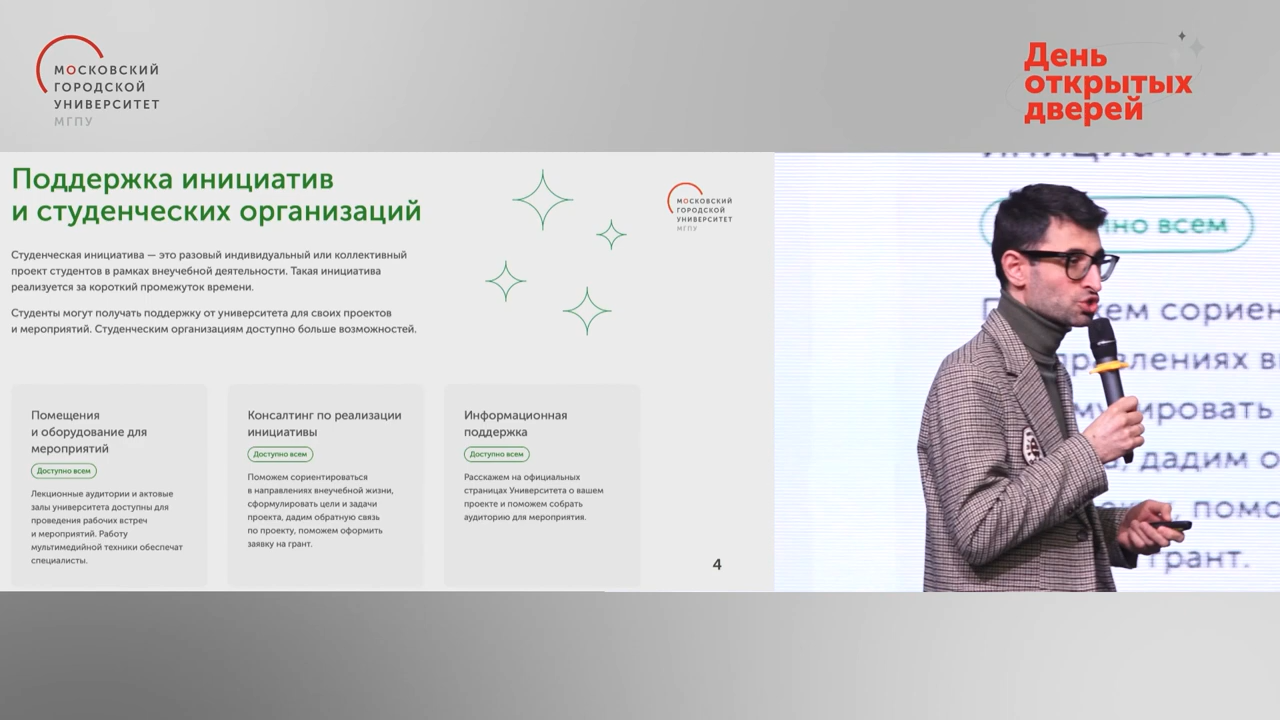 МОСКОВСКИЙ
ГОРОДСКОЙ
УНИВЕРСИТЕТ
МГПУ
День
открытых
дверей
Поддержка инициатив
и студенческих организаций
МОСКОВСКИЙ
ГОРОДСКОЙ
УНИВЕРСИТЕТ
МГПУ
Студенческая инициатива — это разовый индивидуальный или коллективный
проект студентов в рамках внеучебной деятельности. Такая инициатива
реализуется за короткий промежуток времени.
Студенты могут получать поддержку от университета для своих проектов
и мероприятий. Студенческим организациям доступно больше возможностей.
Помещения
и оборудование для
мероприятий
Доступно всем
Лекционные аудитории и актовые
залы университета доступны для
проведения рабочих встреч
и мероприятий. Работу
мультимедийной техники обеспечат
специалисты.
Консалтинг по реализации
инициативы
Доступно всем
Поможем сориентироваться
в направлениях внеучебной жизни,
сформулировать цели и задачи
проекта, дадим обратную связь
по проекту, поможем оформить
заявку на грант.
Информационная
поддержка
Доступно всем
Расскажем на официальных
страницах Университета о вашем
проекте и поможем собрать
аудиторию для мероприятия.
4
всем
дадим
грант.